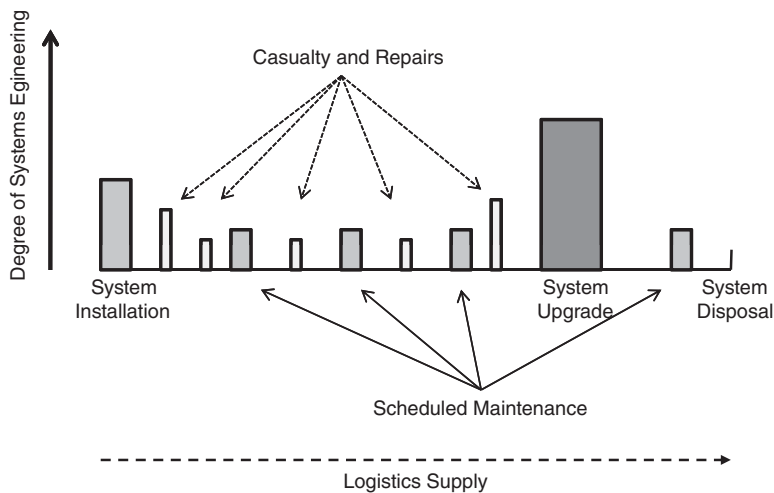 Degree of Systems Egineering
Casualty and Repairs
System
Installation
System
Upgrade
System
Disposal
Scheduled Maintenance
Logistics Supply